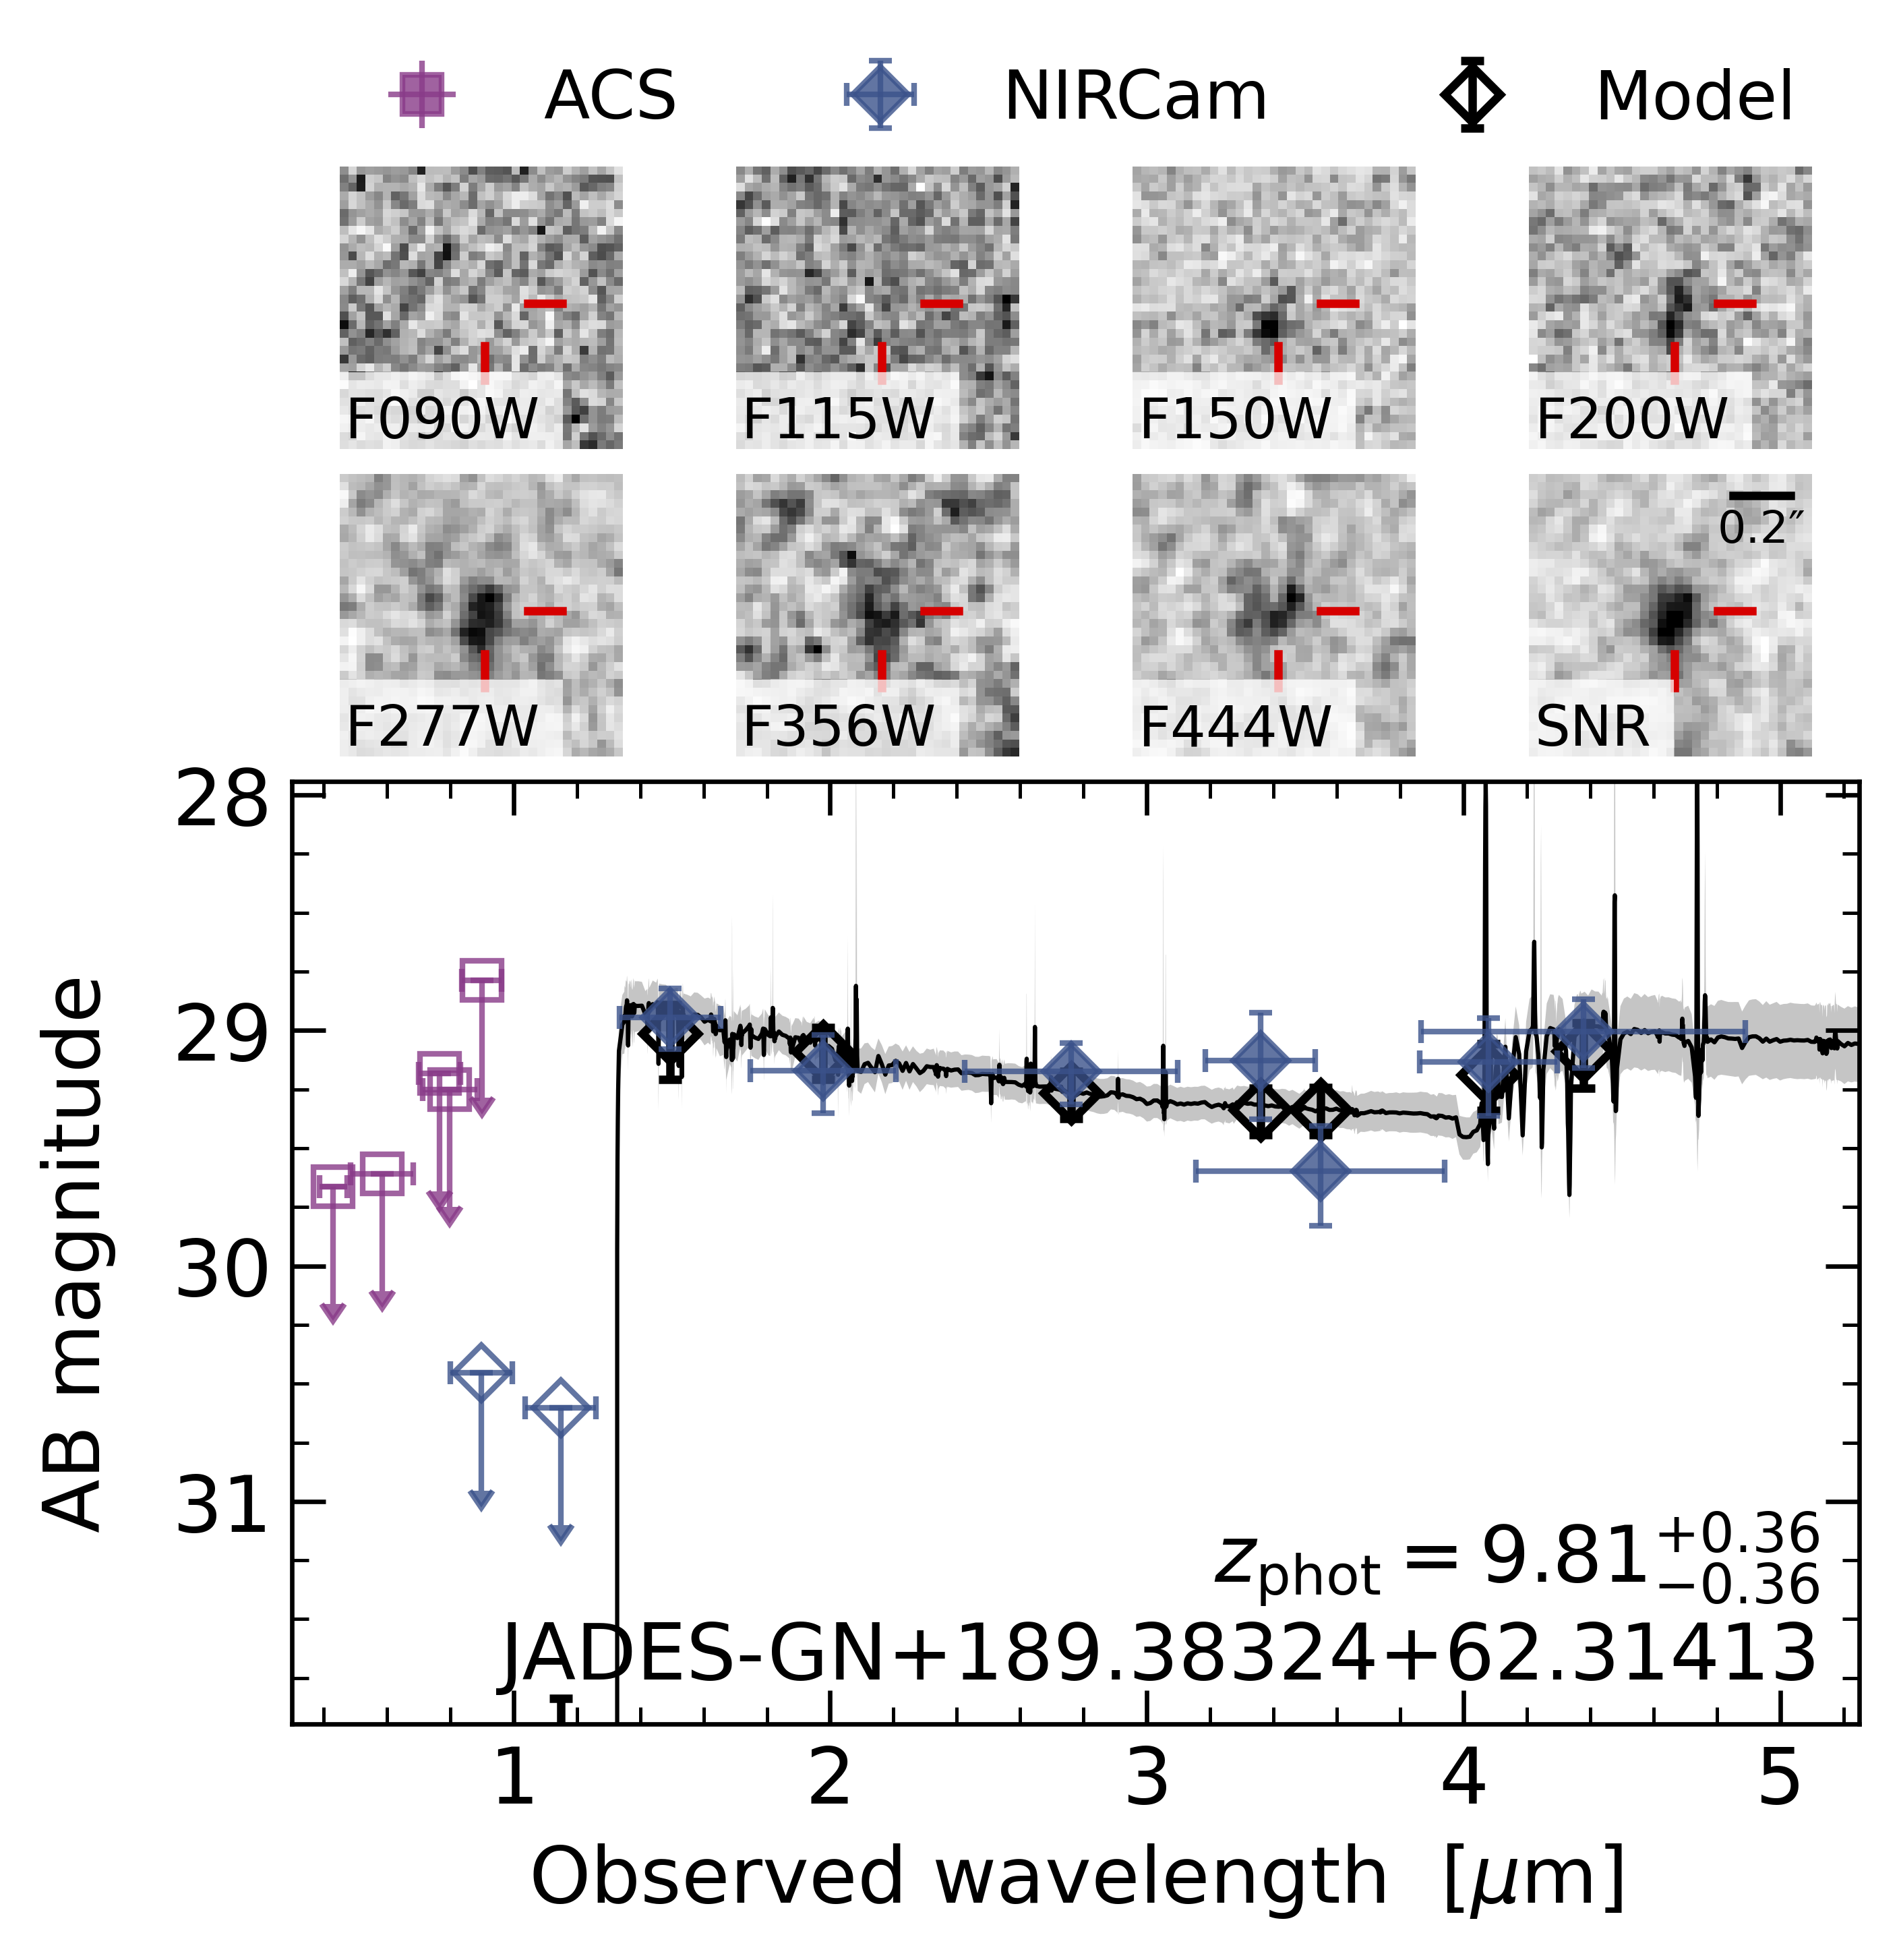 ACS NIRCam Model
F090W F115W F150W F200W
0.2″
F277W F356W F444W SNR
28
29
30
31
AB magnitude
z_phot = 9.81 +0.36 −0.36
JADES-GN+189.38324+62.31413
1 2 3 4 5
Observed wavelength [μm]